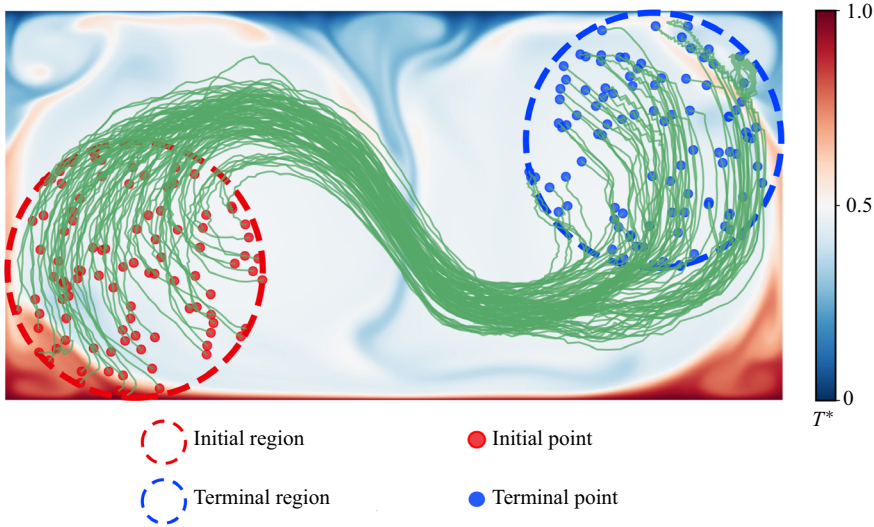 1.0
0.5
0
T*
Initial region
Initial point
Terminal region
Terminal point